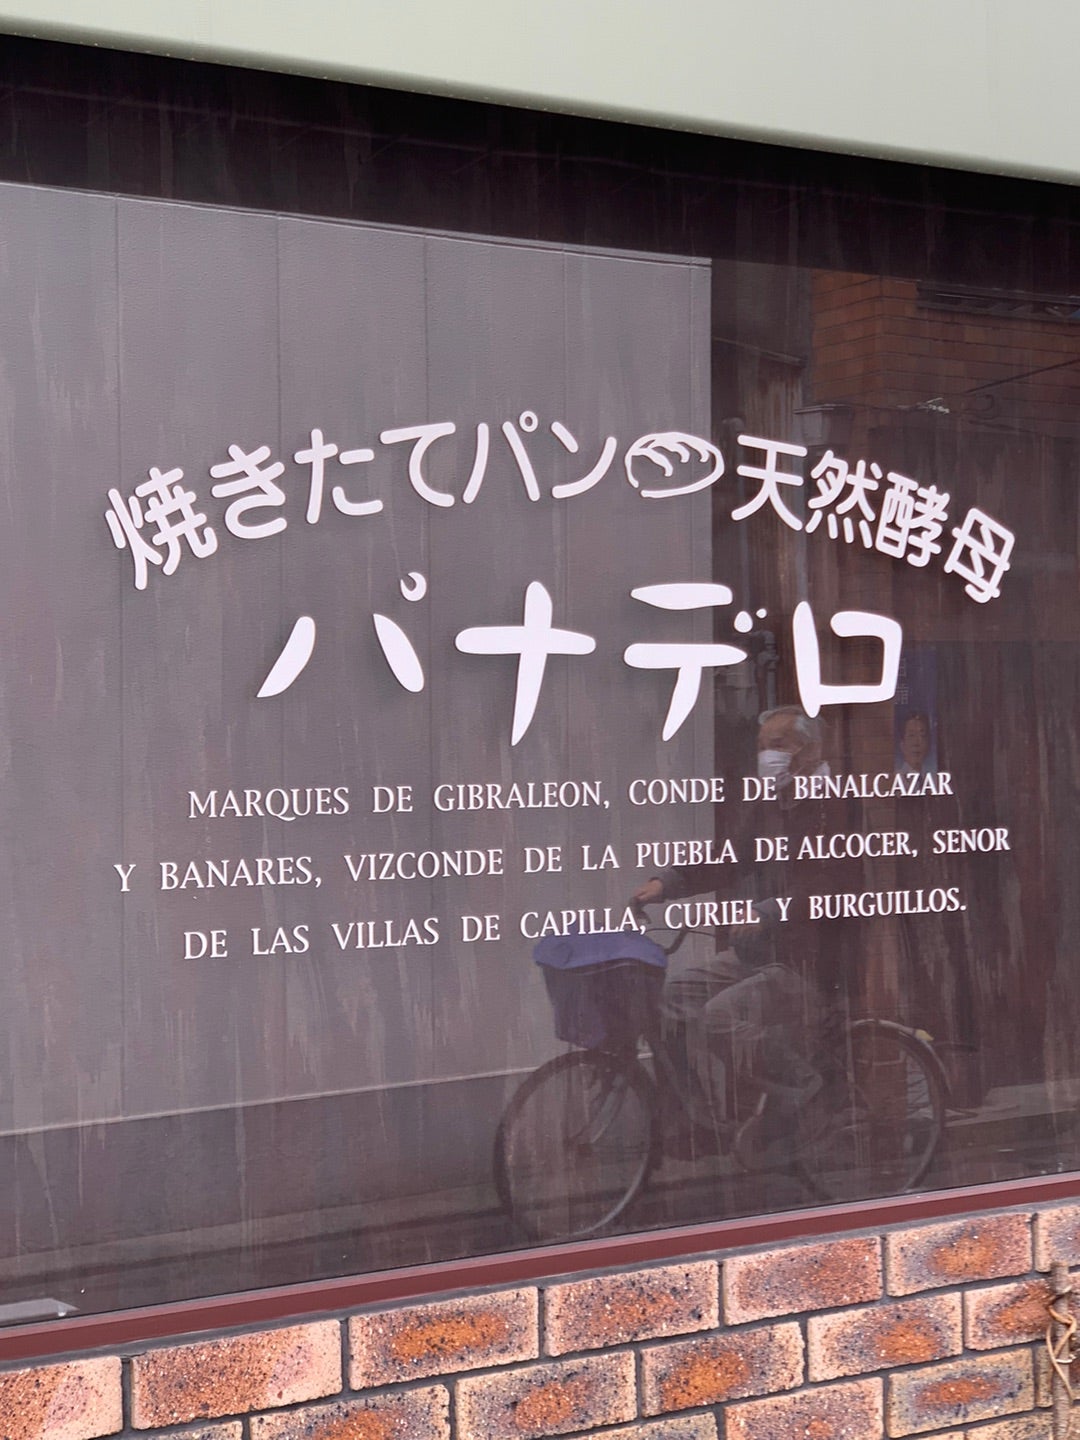 焼きたてパン 天然酵母
パナデロ
MARQUES DE GIBRALEON, CONDE DE BENALCAZAR
Y BANARES, VIZCONDE DE LA PUEBLA DE ALCOCER, SENOR
DE LAS VILLAS DE CAPILLA, CURIEL Y BURGUILLOS.